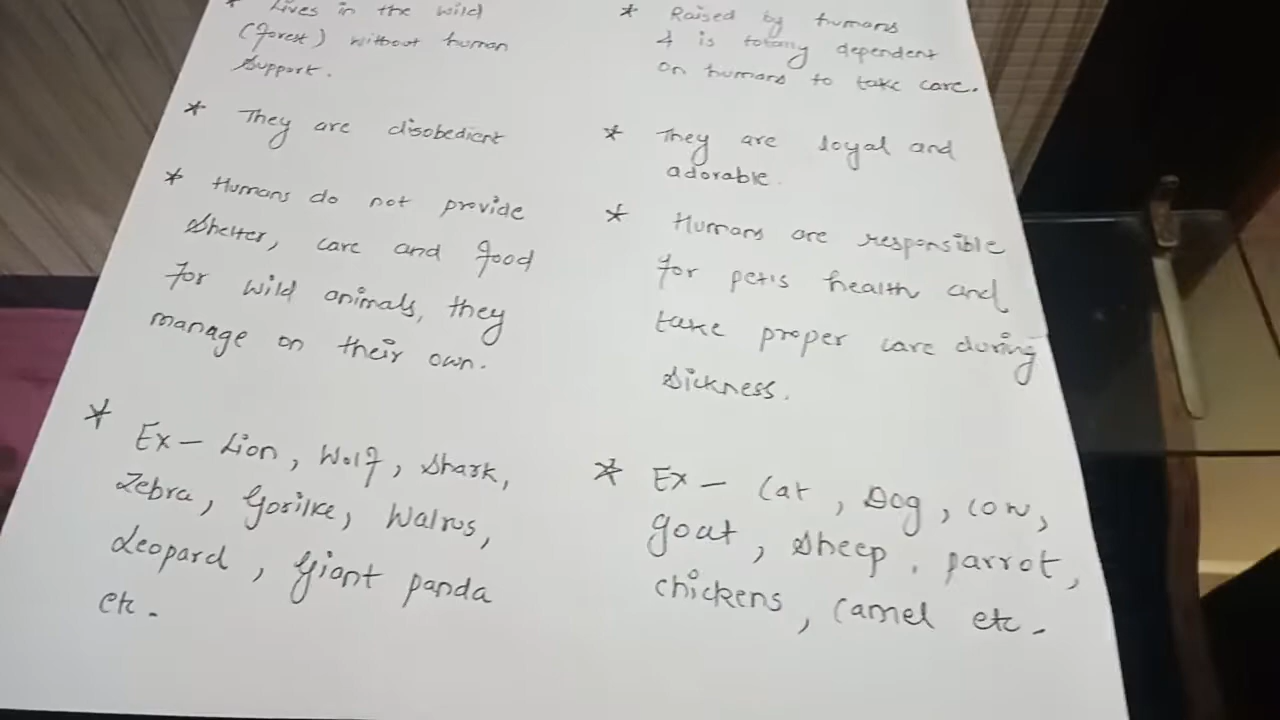 * Lives in the wild
(forest) without human
support.
* They are disobedient
* Humans do not provide
shelter, care and food
for wild animals, they
manage on their own.
* Ex - Lion, Wolf, shark,
Zebra, Gorilke, Walrus,
Leopard, Giant panda
etc.
* Raised by humans
& is totally dependent
on humans to take care.
* They are loyal and
adorable.
* Humans are responsible
for pet's health and
take proper care during
sickness.
* Ex - Cat, Dog, cow,
goat, sheep, parrot,
chickens, camel etc.